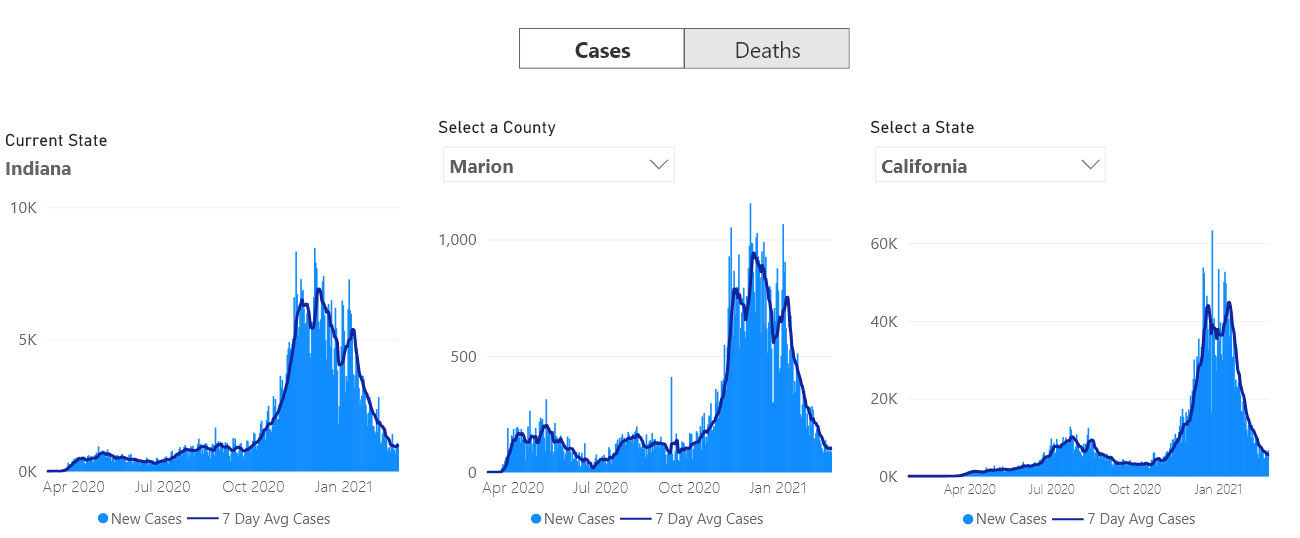 Cases Deaths
Current State
Indiana
10K
5K
0K
Apr 2020 Jul 2020 Oct 2020 Jan 2021
New Cases 7 Day Avg Cases
Select a County
Marion
1,000
500
0
Apr 2020 Jul 2020 Oct 2020 Jan 2021
New Cases 7 Day Avg Cases
Select a State
California
60K
40K
20K
0K
Apr 2020 Jul 2020 Oct 2020 Jan 2021
New Cases 7 Day Avg Cases